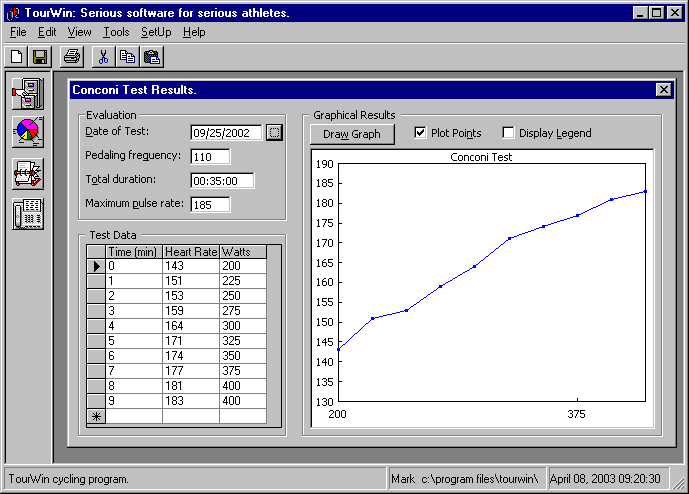 TourWin: Serious software for serious athletes.
File Edit View Tools SetUp Help
Conconi Test Results.
Evaluation
Date of Test: 09/25/2002
Pedaling frequency: 110
Total duration: 00:35:00
Maximum pulse rate: 185
Test Data
Time (min) Heart Rate Watts
0 143 200
1 151 225
2 153 250
3 159 275
4 164 300
5 171 325
6 174 350
7 177 375
8 181 400
9 183 400
Graphical Results
Draw Graph Plot Points Display Legend
Conconi Test
190
185
180
175
170
165
160
155
150
145
140
135
130
200 375
TourWin cycling program. Mark c:\program files\tourwin\ April 08, 2003 09:20:30